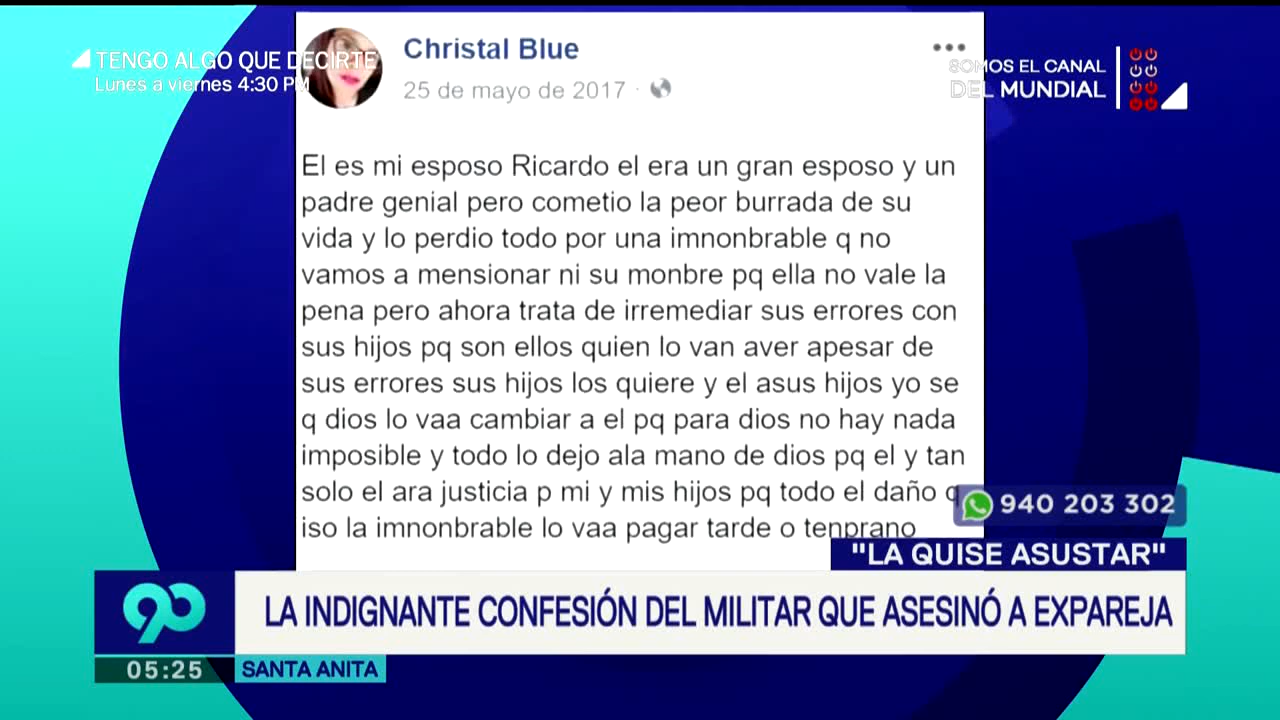 TENGO ALGO QUE DECIRTE
Lunes a viernes 4:30 PM
Christal Blue
25 de mayo de 2017
SOMOS EL CANAL
DEL MUNDIAL
El es mi esposo Ricardo el era un gran esposo y un
padre genial pero cometio la peor burrada de su
vida y lo perdio todo por una imnonbrable q no
vamos a mensionar ni su monbre pq ella no vale la
pena pero ahora trata de irremediar sus errores con
sus hijos pq son ellos quien lo van aver apesar de
sus errores sus hijos los quiere y el asus hijos yo se
q dios lo vaa cambiar a el pq para dios no hay nada
imposible y todo lo dejo ala mano de dios pq el y tan
solo el ara justicia p mi y mis hijos pq todo el daño q
iso la imnonbrable lo vaa pagar tarde o tenprano
940 203 302
"LA QUISE ASUSTAR"
90
LA INDIGNANTE CONFESIÓN DEL MILITAR QUE ASESINÓ A EXPAREJA
05:25
SANTA ANITA